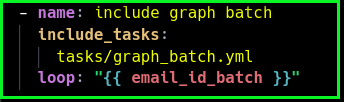 - name: include graph batch
include_tasks:
tasks/graph_batch.yml
loop: "{{ email_id_batch }}"